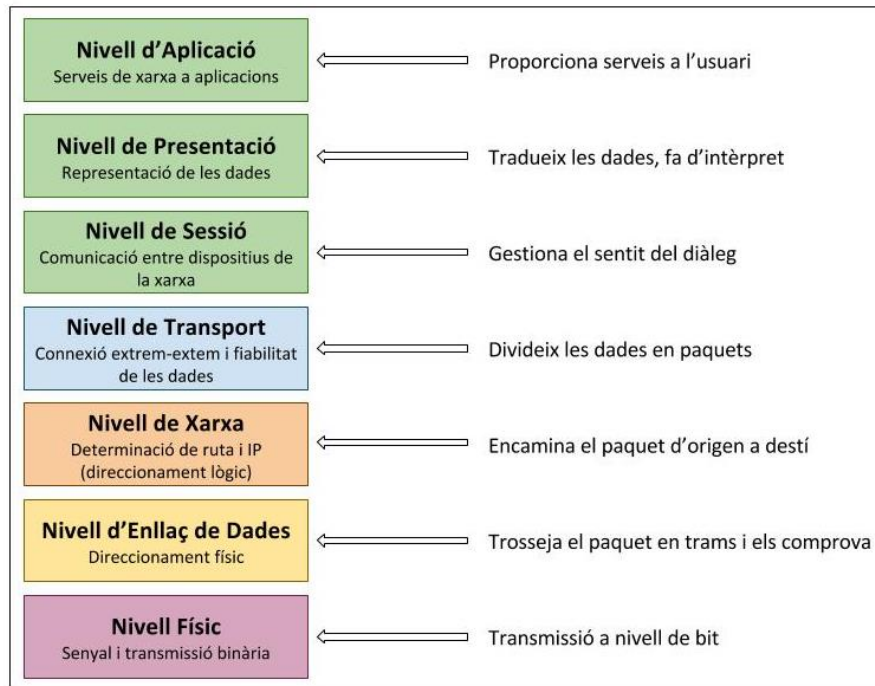 Nivell d’Aplicació
Serveis de xarxa a aplicacions
Proporciona serveis a l’usuari
Nivell de Presentació
Representació de les dades
Tradueix les dades, fa d’intèrpret
Nivell de Sessió
Comunicació entre dispositius de
la xarxa
Gestiona el sentit del diàleg
Nivell de Transport
Connexió extrem-extem i fiabilitat
de les dades
Divideix les dades en paquets
Nivell de Xarxa
Determinació de ruta i IP
(direccionament lògic)
Encamina el paquet d’origen a destí
Nivell d’Enllaç de Dades
Direccionament físic
Trosseja el paquet en trams i els comprova
Nivell Físic
Senyal i transmissió binària
Transmissió a nivell de bit